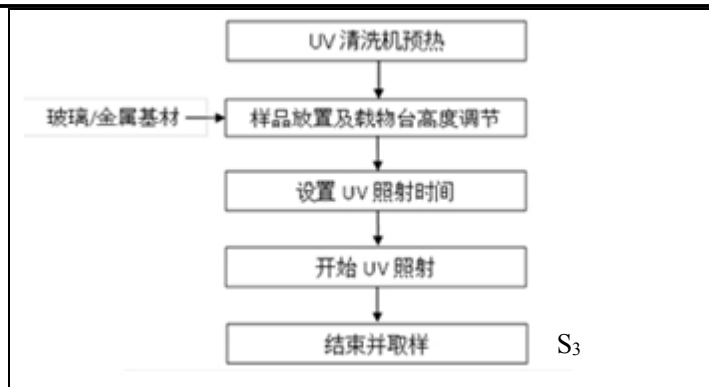 UV 清洗机预热
玻璃/金属基材
样品放置及载物台高度调节
设置 UV 照射时间
开始 UV 照射
结束并取样
S₃